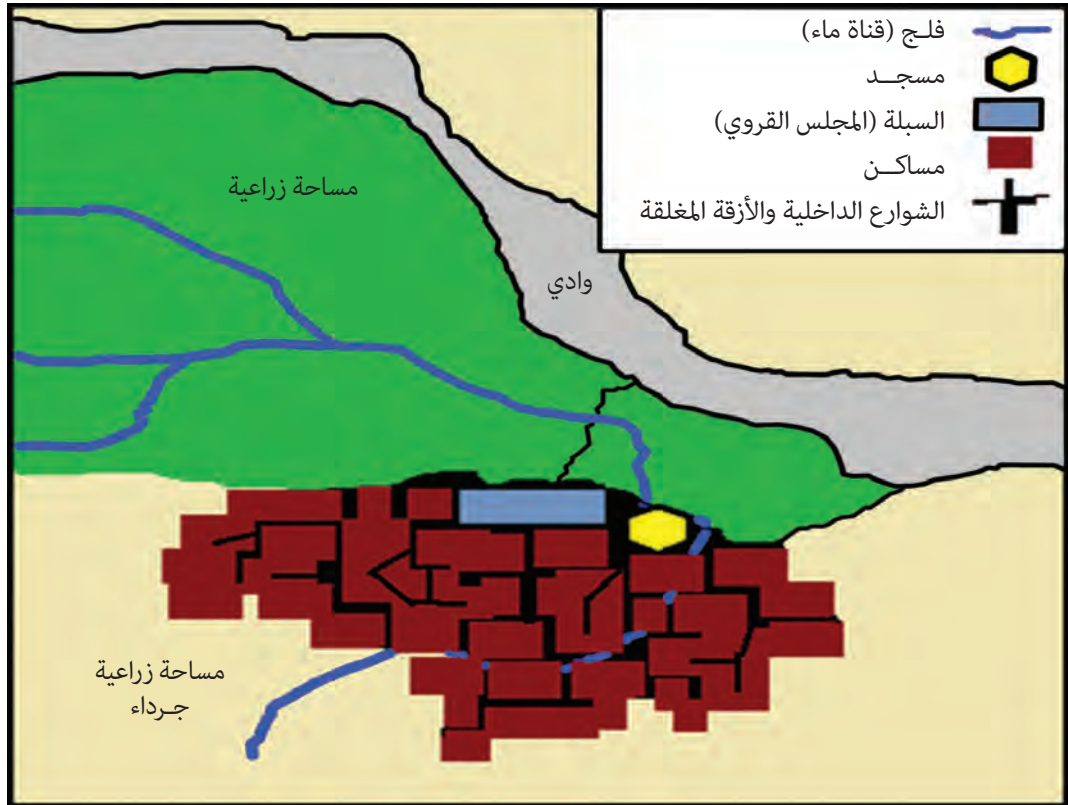 فلـج (قناة ماء)
مسجــد
السبلة (المجلس القروي)
مساكــن
الشوارع الداخلية والأزقة المغلقة
مساحة زراعية
وادي
مساحة زراعية
جـرداء